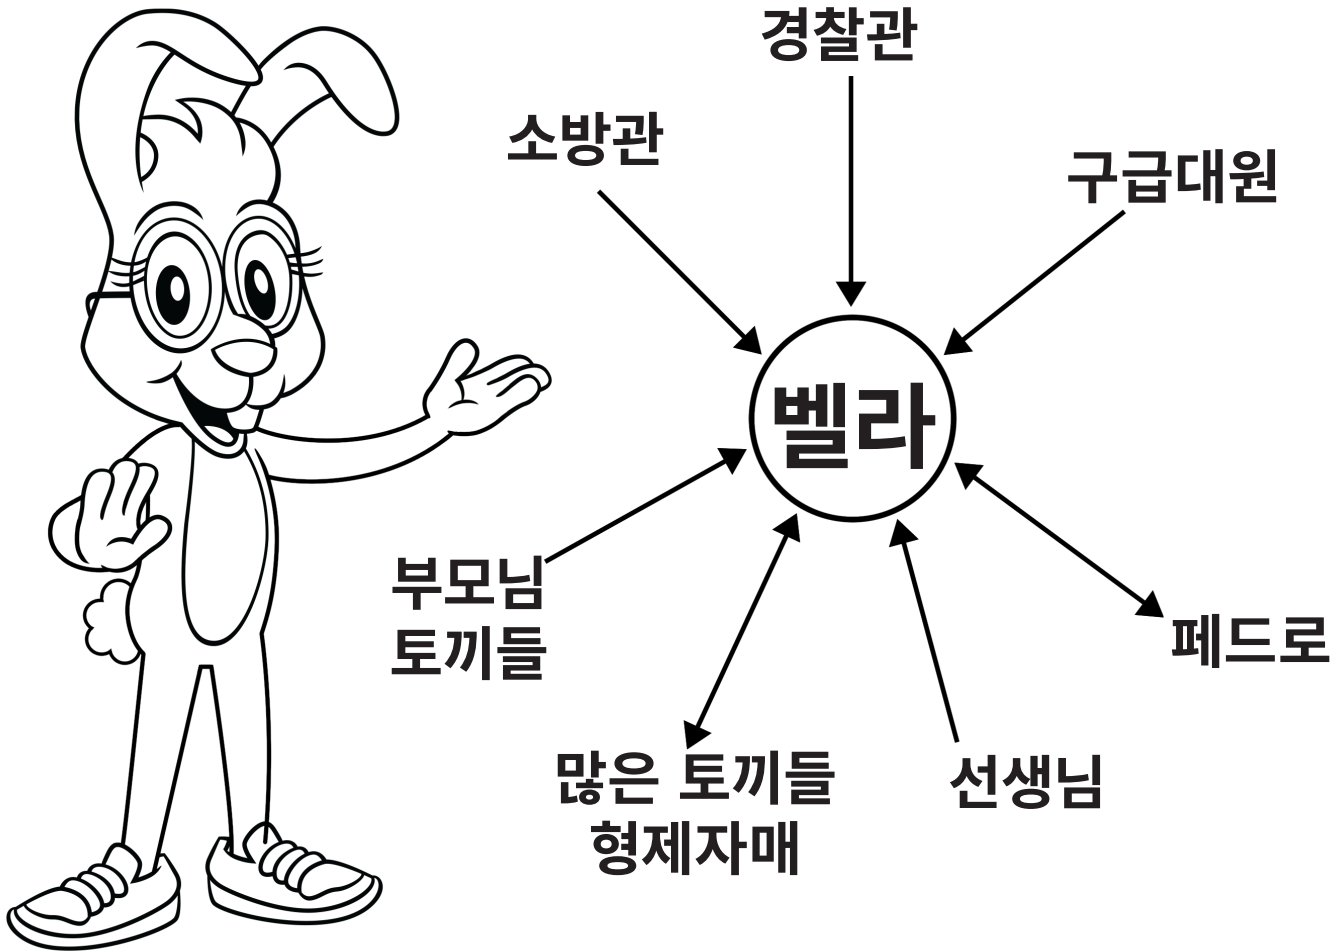 경찰관
소방관
구급대원
벨라
부모님
토끼들
페드로
많은 토끼들
형제자매
선생님